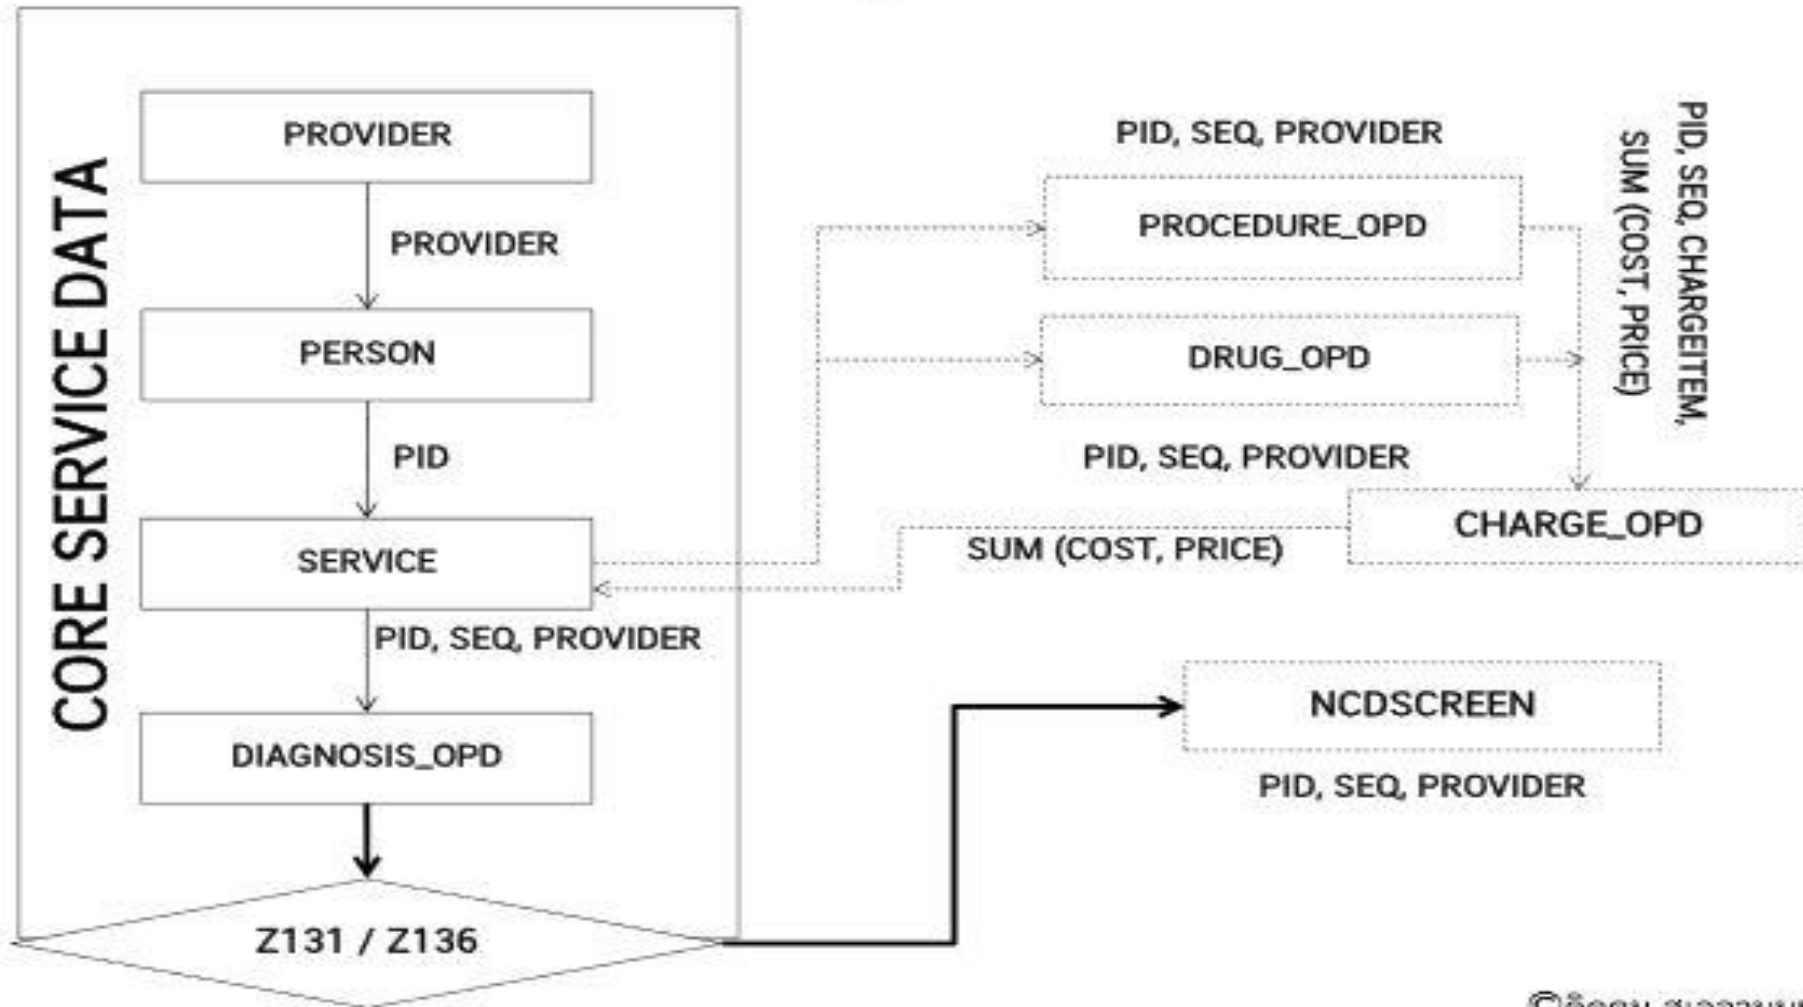 CORE SERVICE DATA
PROVIDER
PROVIDER
PERSON
PID
SERVICE
PID, SEQ, PROVIDER
DIAGNOSIS_OPD
Z131 / Z136
PID, SEQ, PROVIDER
PROCEDURE_OPD
DRUG_OPD
PID, SEQ, PROVIDER
PID, SEQ, CHARGEITEM,
SUM (COST, PRICE)
CHARGE_OPD
SUM (COST, PRICE)
NCDSCREEN
PID, SEQ, PROVIDER